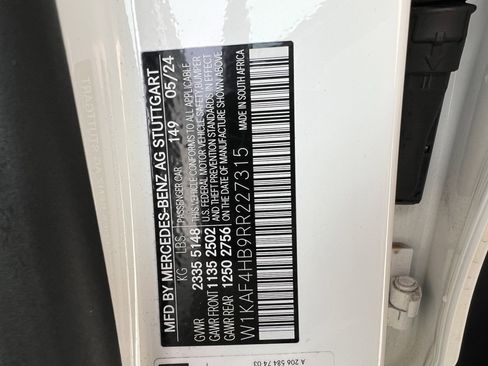 MFD BY MERCEDES-BENZ AG STUTTGART
KG LBS PASSENGER CAR 149 05/24
GVWR 2335 5148 THIS VEHICLE CONFORMS TO ALL APPLICABLE
U.S. FEDERAL MOTOR VEHICLE SAFETY, BUMPER
GAWR FRONT 1135 2502 AND THEFT PREVENTION STANDARDS IN EFFECT
GAWR REAR 1250 2756 ON THE DATE OF MANUFACTURE SHOWN ABOVE.
W1KAF4HB9RR227315 MADE IN SOUTH AFRICA
A 206 584 74 03